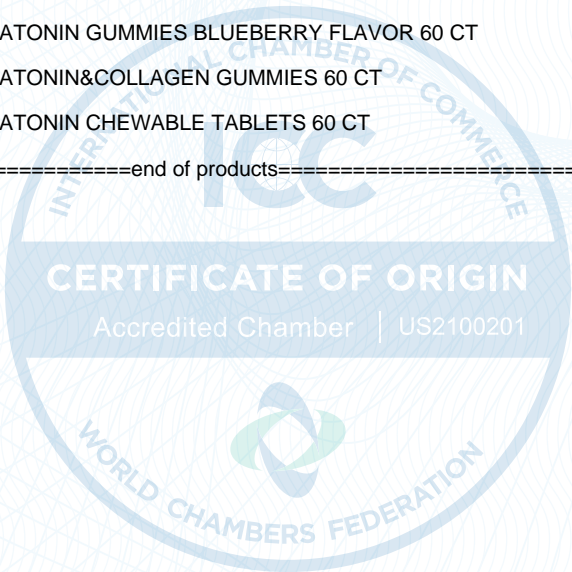 ATONIN GUMMIES BLUEBERRY FLAVOR 60 CT
ATONIN&COLLAGEN GUMMIES 60 CT
ATONIN CHEWABLE TABLETS 60 CT
===========end of products========================
INTERNATIONAL CHAMBER OF COMMERCE
ICC
CERTIFICATE OF ORIGIN
Accredited Chamber | US2100201
WORLD CHAMBERS FEDERATION